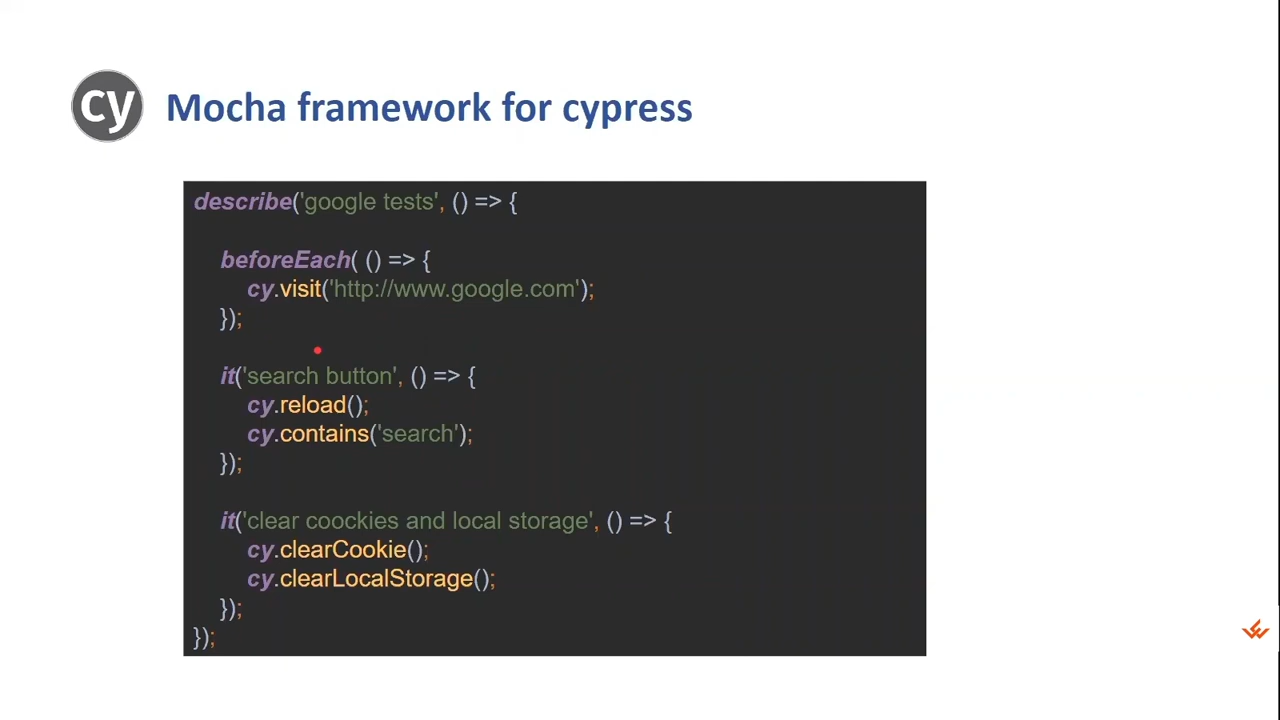 cy Mocha framework for cypress
describe('google tests', () => {
beforeEach( () => {
cy.visit('http://www.google.com');
});
it('search button', () => {
cy.reload();
cy.contains('search');
});
it('clear coockies and local storage', () => {
cy.clearCookie();
cy.clearLocalStorage();
});
});